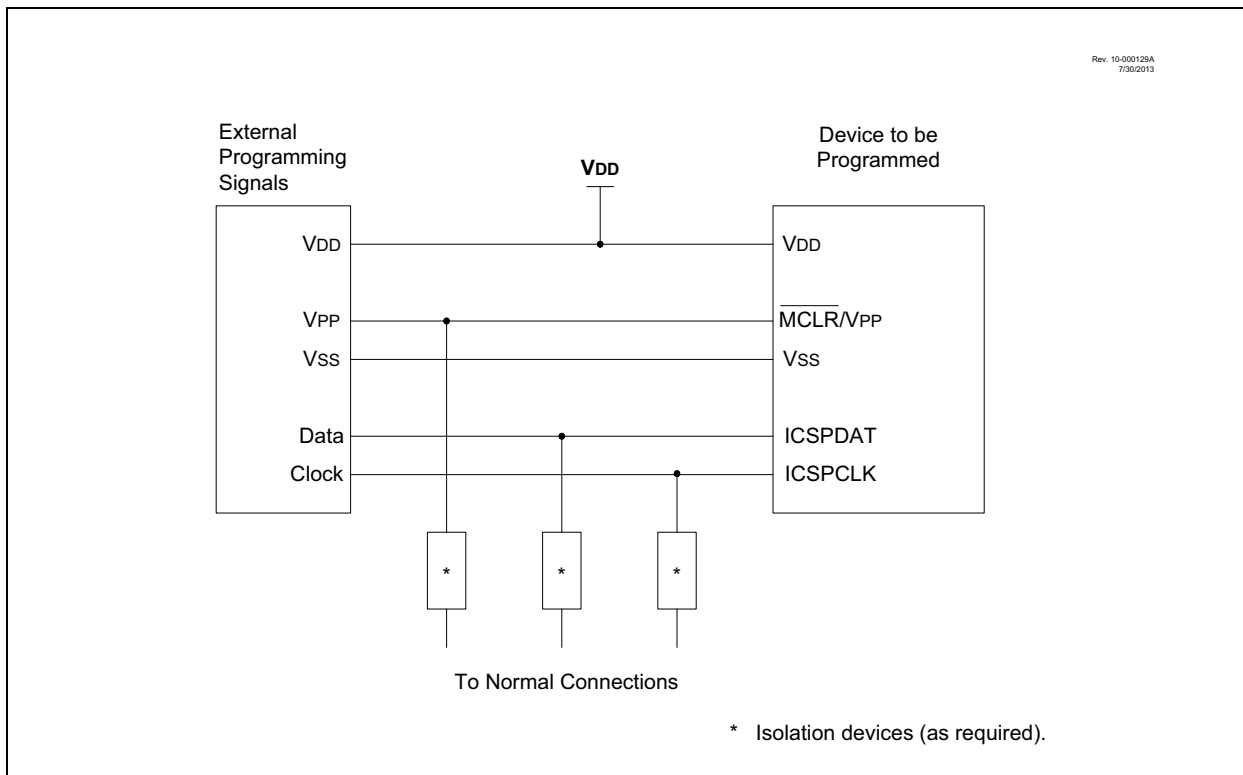 Rev. 10-000129A
7/30/2013
External
Programming
Signals
VDD
Device to be
Programmed
VDD
VPP
VSS
Data
Clock
VDD
MCLR/VPP
VSS
ICSPDAT
ICSPCLK
*
*
*
To Normal Connections
* Isolation devices (as required).